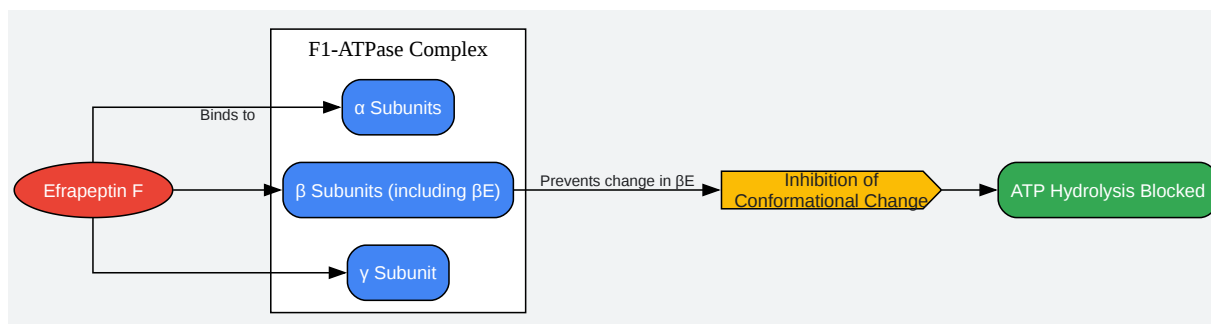 F1-ATPase Complex
α Subunits
Binds to
Efrapeptin F
β Subunits (including βE)
Prevents change in βE
Inhibition of
Conformational Change
ATP Hydrolysis Blocked
γ Subunit